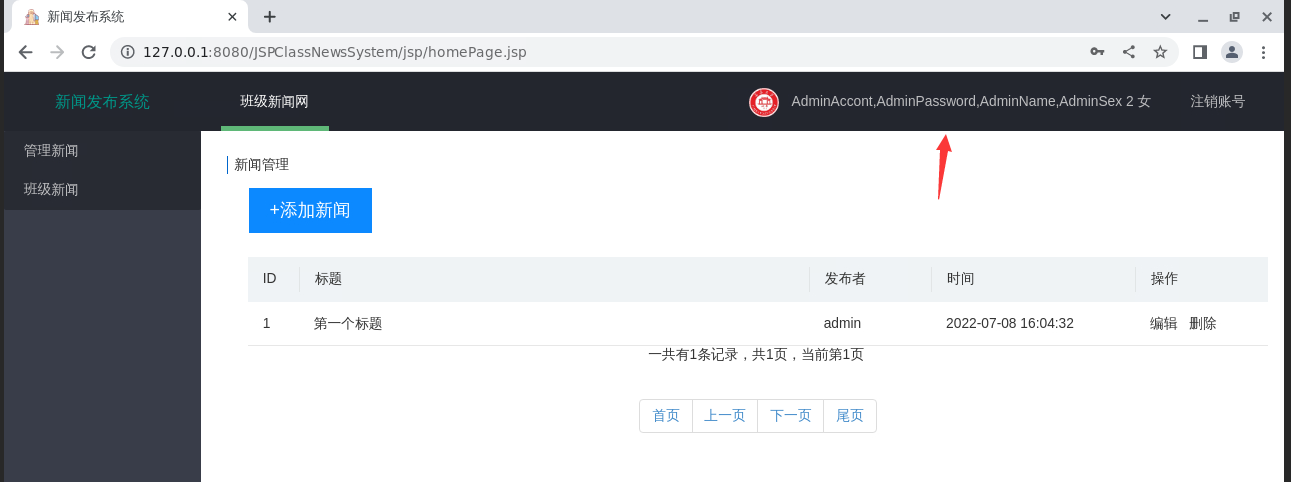 新闻发布系统
127.0.0.1:8080/JSPClassNewsSystem/jsp/homePage.jsp
新闻发布系统 班级新闻网 AdminAccont,AdminPassword,AdminName,AdminSex 2 女 注销账号
管理新闻
班级新闻
新闻管理
+添加新闻
ID 标题 发布者 时间 操作
1 第一个标题 admin 2022-07-08 16:04:32 编辑 删除
一共有1条记录，共1页，当前第1页
首页 上一页 下一页 尾页